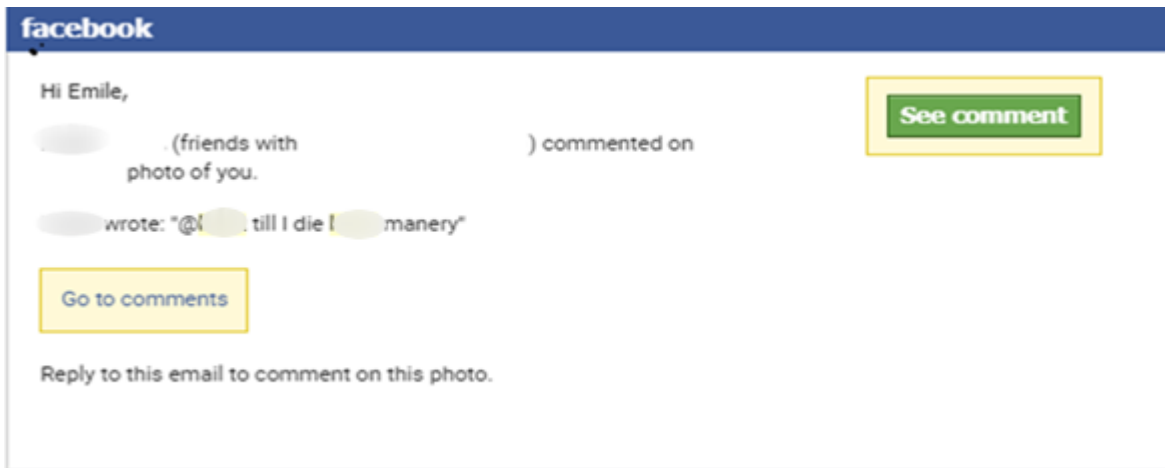 facebook
Hi Emile,
See comment
(friends with ) commented on
photo of you.
wrote: "@ till I die manery"
Go to comments
Reply to this email to comment on this photo.